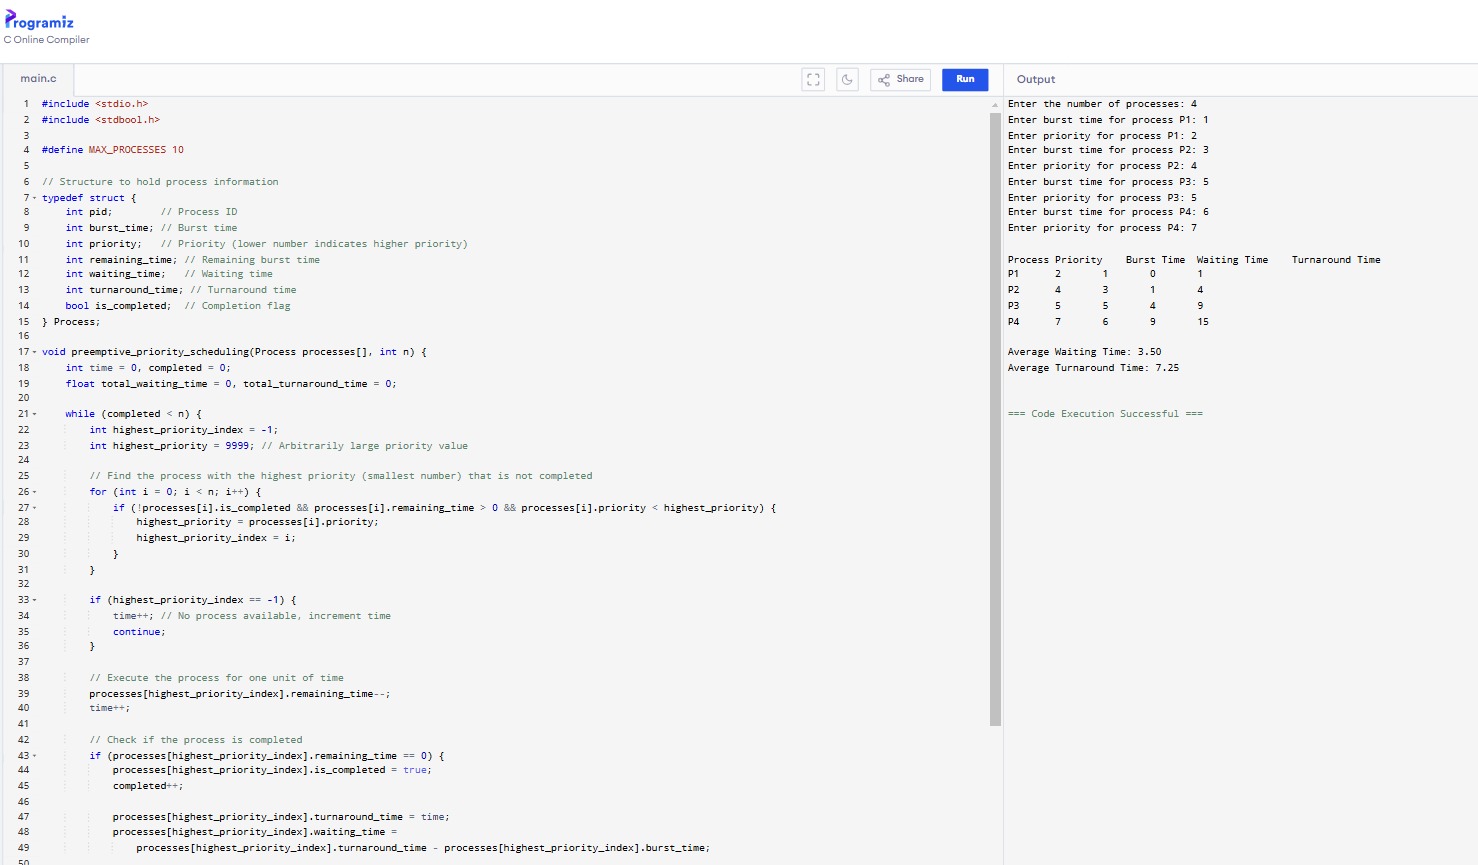 Programiz
C Online Compiler
main.c
Share
Run
Output
1 #include <stdio.h>
2 #include <stdbool.h>
3
4 #define MAX_PROCESSES 10
5
6 // Structure to hold process information
7 typedef struct {
8     int pid;        // Process ID
9     int burst_time; // Burst time
10     int priority;   // Priority (lower number indicates higher priority)
11     int remaining_time; // Remaining burst time
12     int waiting_time;   // Waiting time
13     int turnaround_time; // Turnaround time
14     bool is_completed;  // Completion flag
15 } Process;
16
17 void preemptive_priority_scheduling(Process processes[], int n) {
18     int time = 0, completed = 0;
19     float total_waiting_time = 0, total_turnaround_time = 0;
20
21     while (completed < n) {
22         int highest_priority_index = -1;
23         int highest_priority = 9999; // Arbitrarily large priority value
24
25         // Find the process with the highest priority (smallest number) that is not completed
26         for (int i = 0; i < n; i++) {
27             if (!processes[i].is_completed && processes[i].remaining_time > 0 && processes[i].priority < highest_priority) {
28                 highest_priority = processes[i].priority;
29                 highest_priority_index = i;
30             }
31         }
32
33         if (highest_priority_index == -1) {
34             time++; // No process available, increment time
35             continue;
36         }
37
38         // Execute the process for one unit of time
39         processes[highest_priority_index].remaining_time--;
40         time++;
41
42         // Check if the process is completed
43         if (processes[highest_priority_index].remaining_time == 0) {
44             processes[highest_priority_index].is_completed = true;
45             completed++;
46
47             processes[highest_priority_index].turnaround_time = time;
48             processes[highest_priority_index].waiting_time =
49                 processes[highest_priority_index].turnaround_time - processes[highest_priority_index].burst_time;
50
Enter the number of processes: 4
Enter burst time for process P1: 1
Enter priority for process P1: 2
Enter burst time for process P2: 3
Enter priority for process P2: 4
Enter burst time for process P3: 5
Enter priority for process P3: 5
Enter burst time for process P4: 6
Enter priority for process P4: 7
Process Priority    Burst Time  Waiting Time    Turnaround Time
P1      2       1       0       1
P2      4       3       1       4
P3      5       5       4       9
P4      7       6       9       15
Average Waiting Time: 3.50
Average Turnaround Time: 7.25
=== Code Execution Successful ===